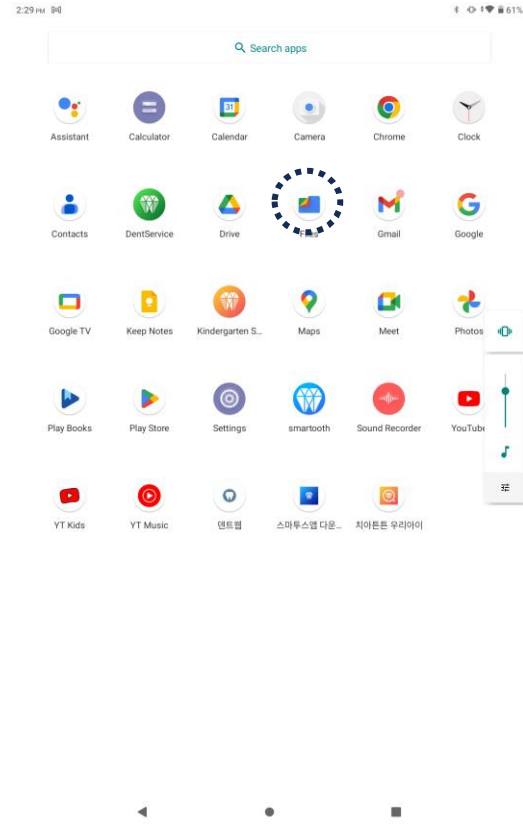 2:29 PM 61%
Search apps
Assistant Calculator Calendar Camera Chrome Clock
31
Contacts DentService Drive Files Gmail Google
Google TV Keep Notes Kindergarten S... Maps Meet Photos
Play Books Play Store Settings smartooth Sound Recorder YouTube
YT Kids YT Music 덴트웹 스마투스앱 다운... 치아튼튼 우리아이